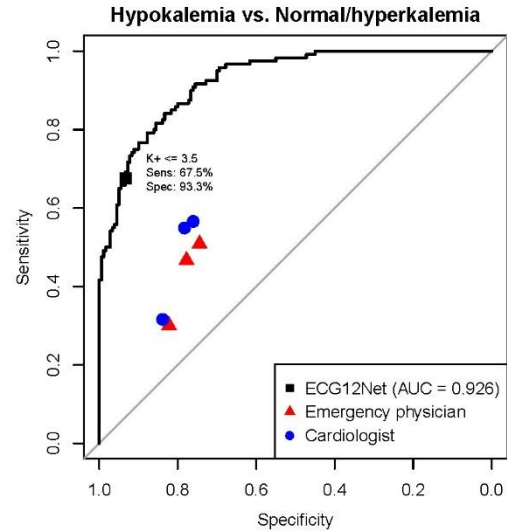 Hypokalemia vs. Normal/hyperkalemia
1.0
0.8
0.6
0.4
0.2
0.0
Sensitivity
K+ <= 3.5
Sens: 67.5%
Spec: 93.3%
ECG12Net (AUC = 0.926)
Emergency physician
Cardiologist
1.0 0.8 0.6 0.4 0.2 0.0
Specificity